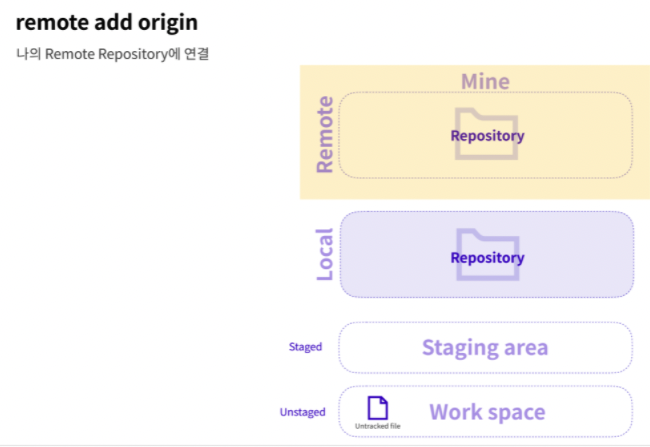 remote add origin
나의 Remote Repository에 연결
Mine
Remote
Repository
Local
Repository
Staged
Staging area
Unstaged
Untracked file
Work space